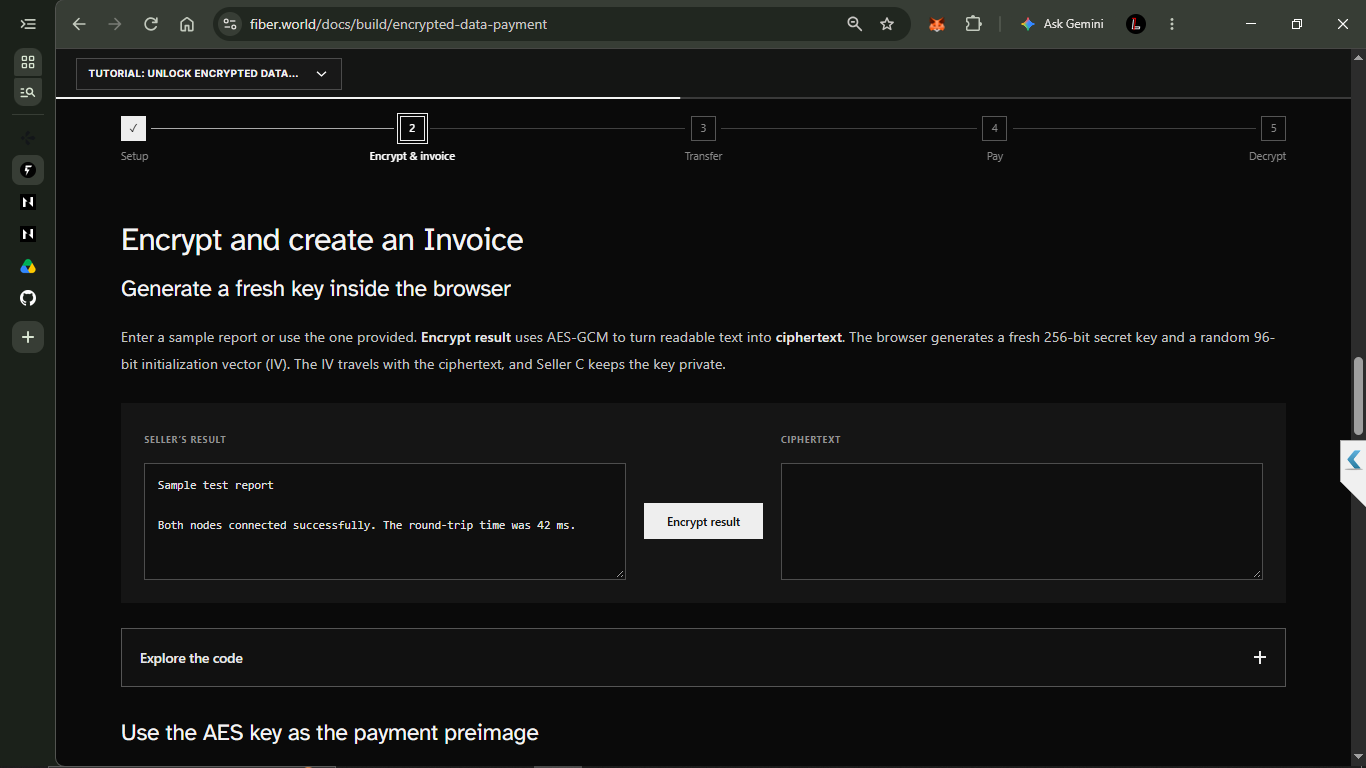 fiber.world/docs/build/encrypted-data-payment
Ask Gemini
TUTORIAL: UNLOCK ENCRYPTED DATA...
✓
2
3
4
5
Setup
Encrypt & invoice
Transfer
Pay
Decrypt
Encrypt and create an Invoice
Generate a fresh key inside the browser
Enter a sample report or use the one provided. Encrypt result uses AES-GCM to turn readable text into ciphertext. The browser generates a fresh 256-bit secret key and a random 96-
bit initialization vector (IV). The IV travels with the ciphertext, and Seller C keeps the key private.
SELLER'S RESULT
CIPHERTEXT
Sample test report
Both nodes connected successfully. The round-trip time was 42 ms.
Encrypt result
Explore the code
Use the AES key as the payment preimage